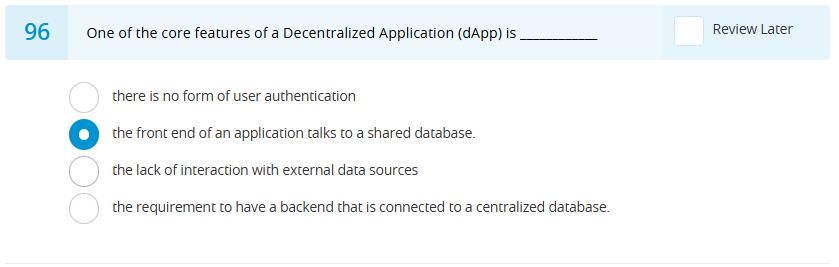 96 One of the core features of a Decentralized Application (dApp) is ____________ Review Later
there is no form of user authentication
the front end of an application talks to a shared database.
the lack of interaction with external data sources
the requirement to have a backend that is connected to a centralized database.